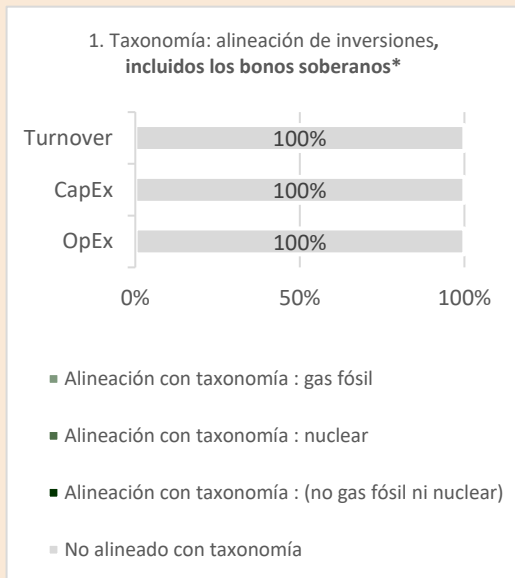 1. Taxonomía: alineación de inversiones,
incluidos los bonos soberanos*
Turnover 100%
CapEx 100%
OpEx 100%
0% 50% 100%
Alineación con taxonomía : gas fósil
Alineación con taxonomía : nuclear
Alineación con taxonomía : (no gas fósil ni nuclear)
No alineado con taxonomía